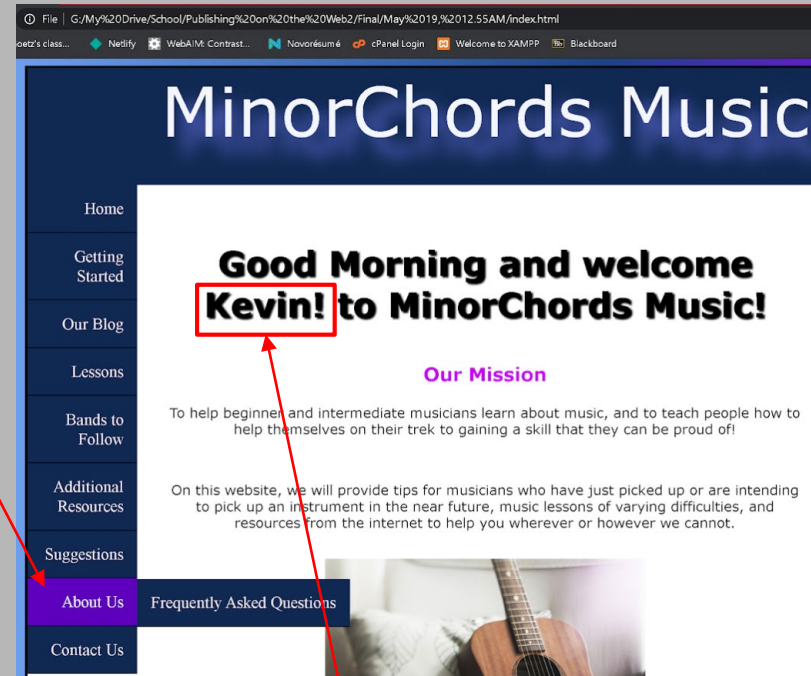 File | G:/My%20Drive/School/Publishing%20on%20the%20Web2/Final/May%2019,%2012.55AM/index.html
oetz's class... Netlify WebAIM: Contrast... Novorésumé cPanel Login Welcome to XAMPP Blackboard
MinorChords Music
Home
Getting
Started
Our Blog
Lessons
Bands to
Follow
Additional
Resources
Suggestions
About Us
Frequently Asked Questions
Contact Us
Good Morning and welcome
Kevin! to MinorChords Music!
Our Mission
To help beginner and intermediate musicians learn about music, and to teach people how to
help themselves on their trek to gaining a skill that they can be proud of!
On this website, we will provide tips for musicians who have just picked up or are intending
to pick up an instrument in the near future, music lessons of varying difficulties, and
resources from the internet to help you wherever or however we cannot.